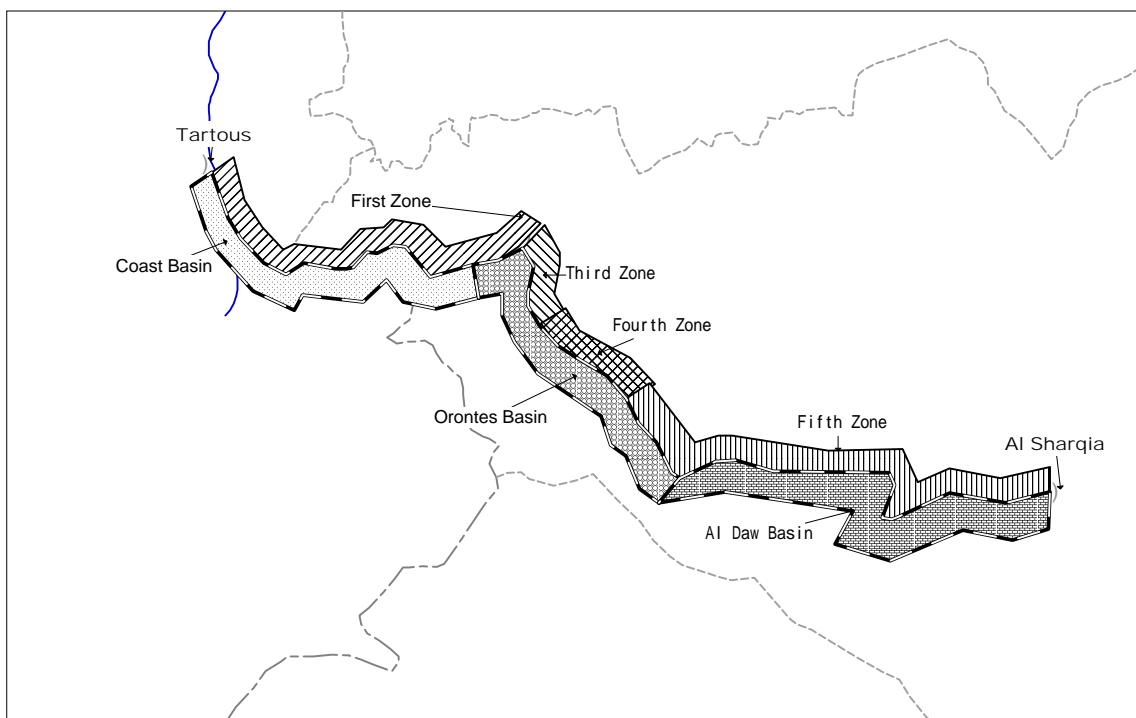 Tartous
First Zone
Coast Basin
Third Zone
Fourth Zone
Orontes Basin
Fifth Zone
Al Sharqia
Al Daw Basin